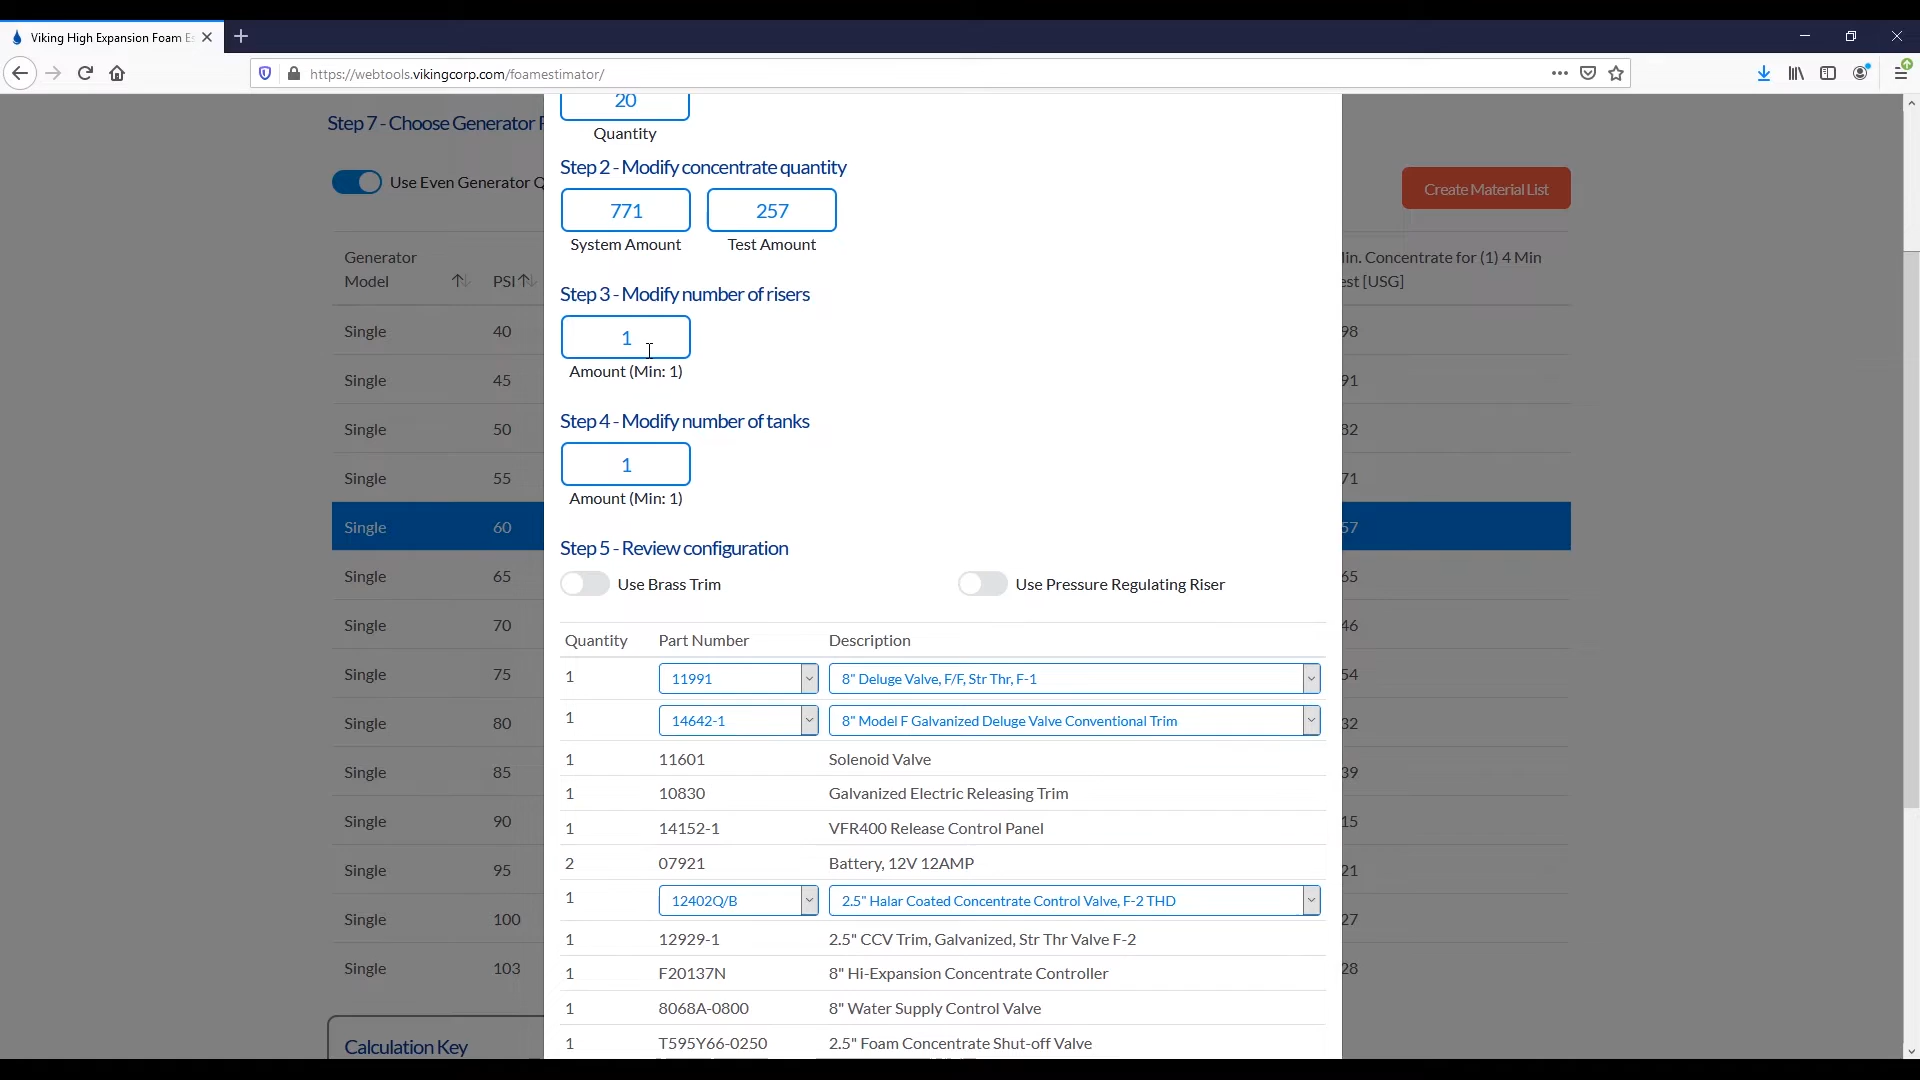 Viking High Expansion Foam Es
https://webtools.vikingcorp.com/foamestimator/
Step 7 - Choose Generator
Use Even Generator Q
Create Material List
Generator Model
PSI
in. Concentrate for (1) 4 Min
est [USG]
Single 40 98
Single 45 91
Single 50 82
Single 55 71
Single 60 57
Single 65 65
Single 70 46
Single 75 54
Single 80 32
Single 85 39
Single 90 15
Single 95 21
Single 100 27
Single 103 28
Calculation Key
20
Quantity
Step 2 - Modify concentrate quantity
771 257
System Amount Test Amount
Step 3 - Modify number of risers
1
Amount (Min: 1)
Step 4 - Modify number of tanks
1
Amount (Min: 1)
Step 5 - Review configuration
Use Brass Trim Use Pressure Regulating Riser
Quantity Part Number Description
1 11991 8" Deluge Valve, F/F, Str Thr, F-1
1 14642-1 8" Model F Galvanized Deluge Valve Conventional Trim
1 11601 Solenoid Valve
1 10830 Galvanized Electric Releasing Trim
1 14152-1 VFR400 Release Control Panel
2 07921 Battery, 12V 12AMP
1 12402Q/B 2.5" Halar Coated Concentrate Control Valve, F-2 THD
1 12929-1 2.5" CCV Trim, Galvanized, Str Thr Valve F-2
1 F20137N 8" Hi-Expansion Concentrate Controller
1 8068A-0800 8" Water Supply Control Valve
1 T595Y66-0250 2.5" Foam Concentrate Shut-off Valve